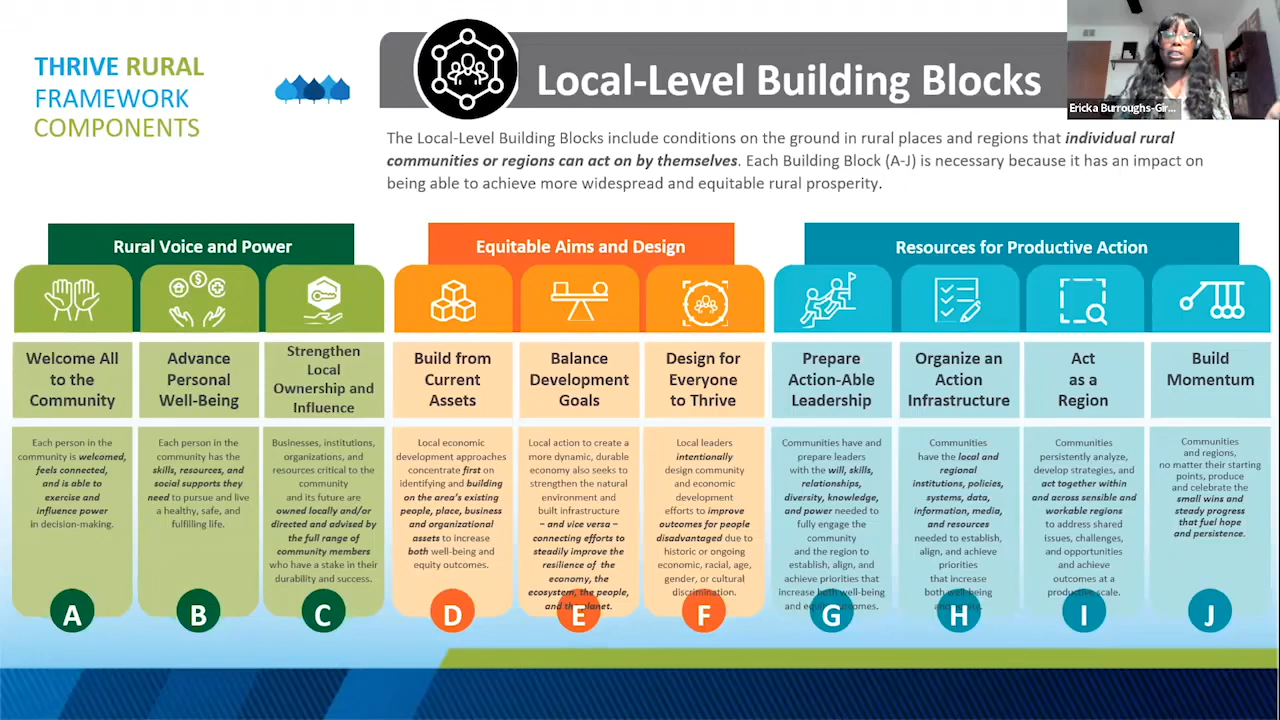 THRIVE RURAL
FRAMEWORK
COMPONENTS
Local-Level Building Blocks
Ericka Burroughs-Gir...
The Local-Level Building Blocks include conditions on the ground in rural places and regions that individual rural
communities or regions can act on by themselves. Each Building Block (A-J) is necessary because it has an impact on
being able to achieve more widespread and equitable rural prosperity.
Rural Voice and Power
Welcome All
to the
Community
Each person in the
community is welcomed,
feels connected,
and is able to
exercise and
influence power
in decision-making.
A
Advance
Personal
Well-Being
Each person in the
community has the
skills, resources, and
social supports they
need to pursue and live
a healthy, safe, and
fulfilling life.
B
Strengthen
Local
Ownership and
Influence
Businesses, institutions,
organizations, and
resources critical to the
community
and its future are
owned locally and/or
directed and advised by
the full range of
community members
who have a stake in their
durability and success.
C
Equitable Aims and Design
Build from
Current
Assets
Local economic
development approaches
concentrate first on
identifying and building
on the area's existing
people, place, business
and organizational
assets to increase
both well-being and
equity outcomes.
D
Balance
Development
Goals
Local action to create a
more dynamic, durable
economy also seeks to
strengthen the natural
environment and
built infrastructure
– and vice versa –
connecting efforts to
steadily improve the
resilience of the
economy, the
ecosystem, the people,
and the planet.
E
Design for
Everyone
to Thrive
Local leaders
intentionally
design community
and economic
development
efforts to improve
outcomes for people
disadvantaged due to
historic or ongoing
economic, racial, age,
gender, or cultural
discrimination.
F
Resources for Productive Action
Prepare
Action-Able
Leadership
Communities have and
prepare leaders
with the will, skills,
relationships,
diversity, knowledge,
and power needed to
fully engage the
community
and the region to
establish, align, and
achieve priorities that
increase both well-being
and equity outcomes.
G
Organize an
Action
Infrastructure
Communities
have the local and
regional
institutions, policies,
systems, data,
information, media,
and resources
needed to establish,
align, and achieve
priorities
that increase
both well-being
H
Act
as a
Region
Communities
persistently analyze,
develop strategies, and
act together within
and across sensible and
workable regions
to address shared
issues, challenges,
and opportunities
and achieve
outcomes at a
productive scale.
I
Build
Momentum
Communities
and regions,
no matter their starting
points, produce
and celebrate the
small wins and
steady progress
that fuel hope
and persistence.
J